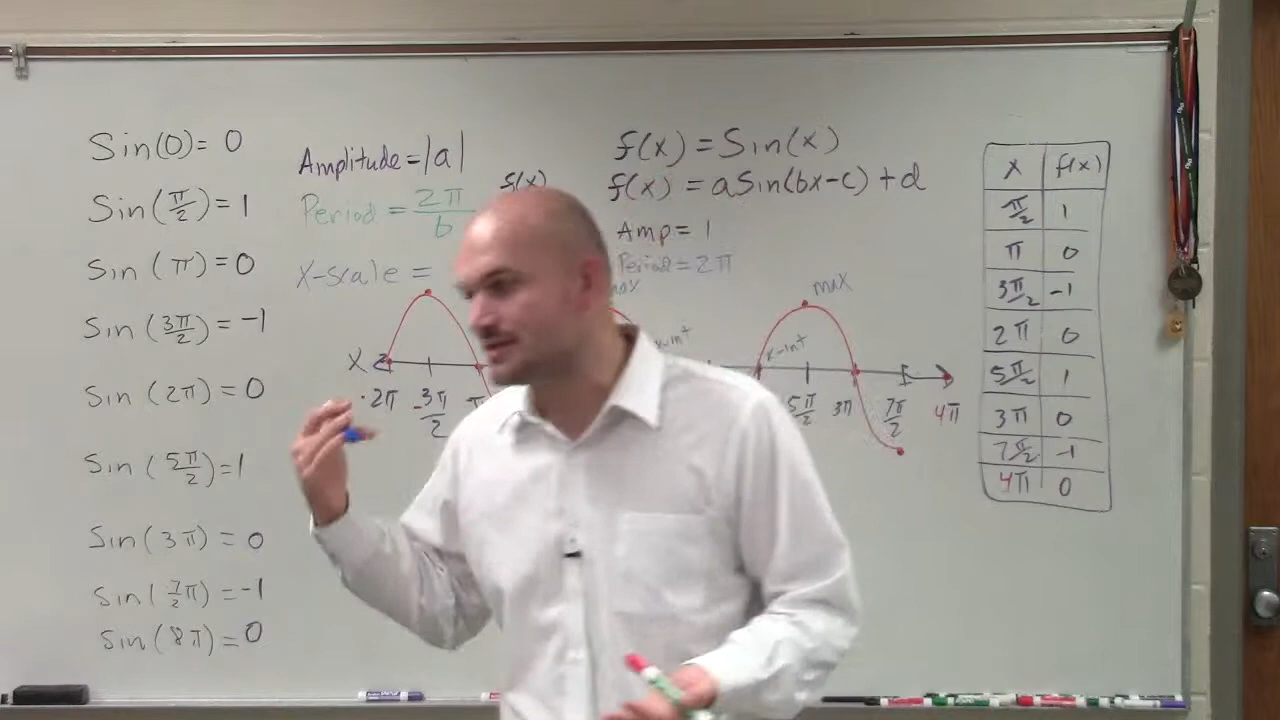 Sin(0)= 0
Sin(π/2)= 1
Sin (π)=0
Sin (3π/2)= -1
Sin (2π)=0
Sin (5π/2)=1
Sin(3π) = 0
Sin(7/2π)= -1
Sin (8π)=0
Amplitude=|a|
Period = 2π/b
X-scale =
f(x)
f(x) = Sin(x)
f(x) = aSin(bx-c) + d
Amp= 1
Period=2π
max
x-int
x-int
X
-2π
-3π/2
5π/2
3π
7π/2
4π
x f(x)
π/2 1
π 0
3π/2 -1
2π 0
5π/2 1
3π 0
7π/2 -1
4π 0